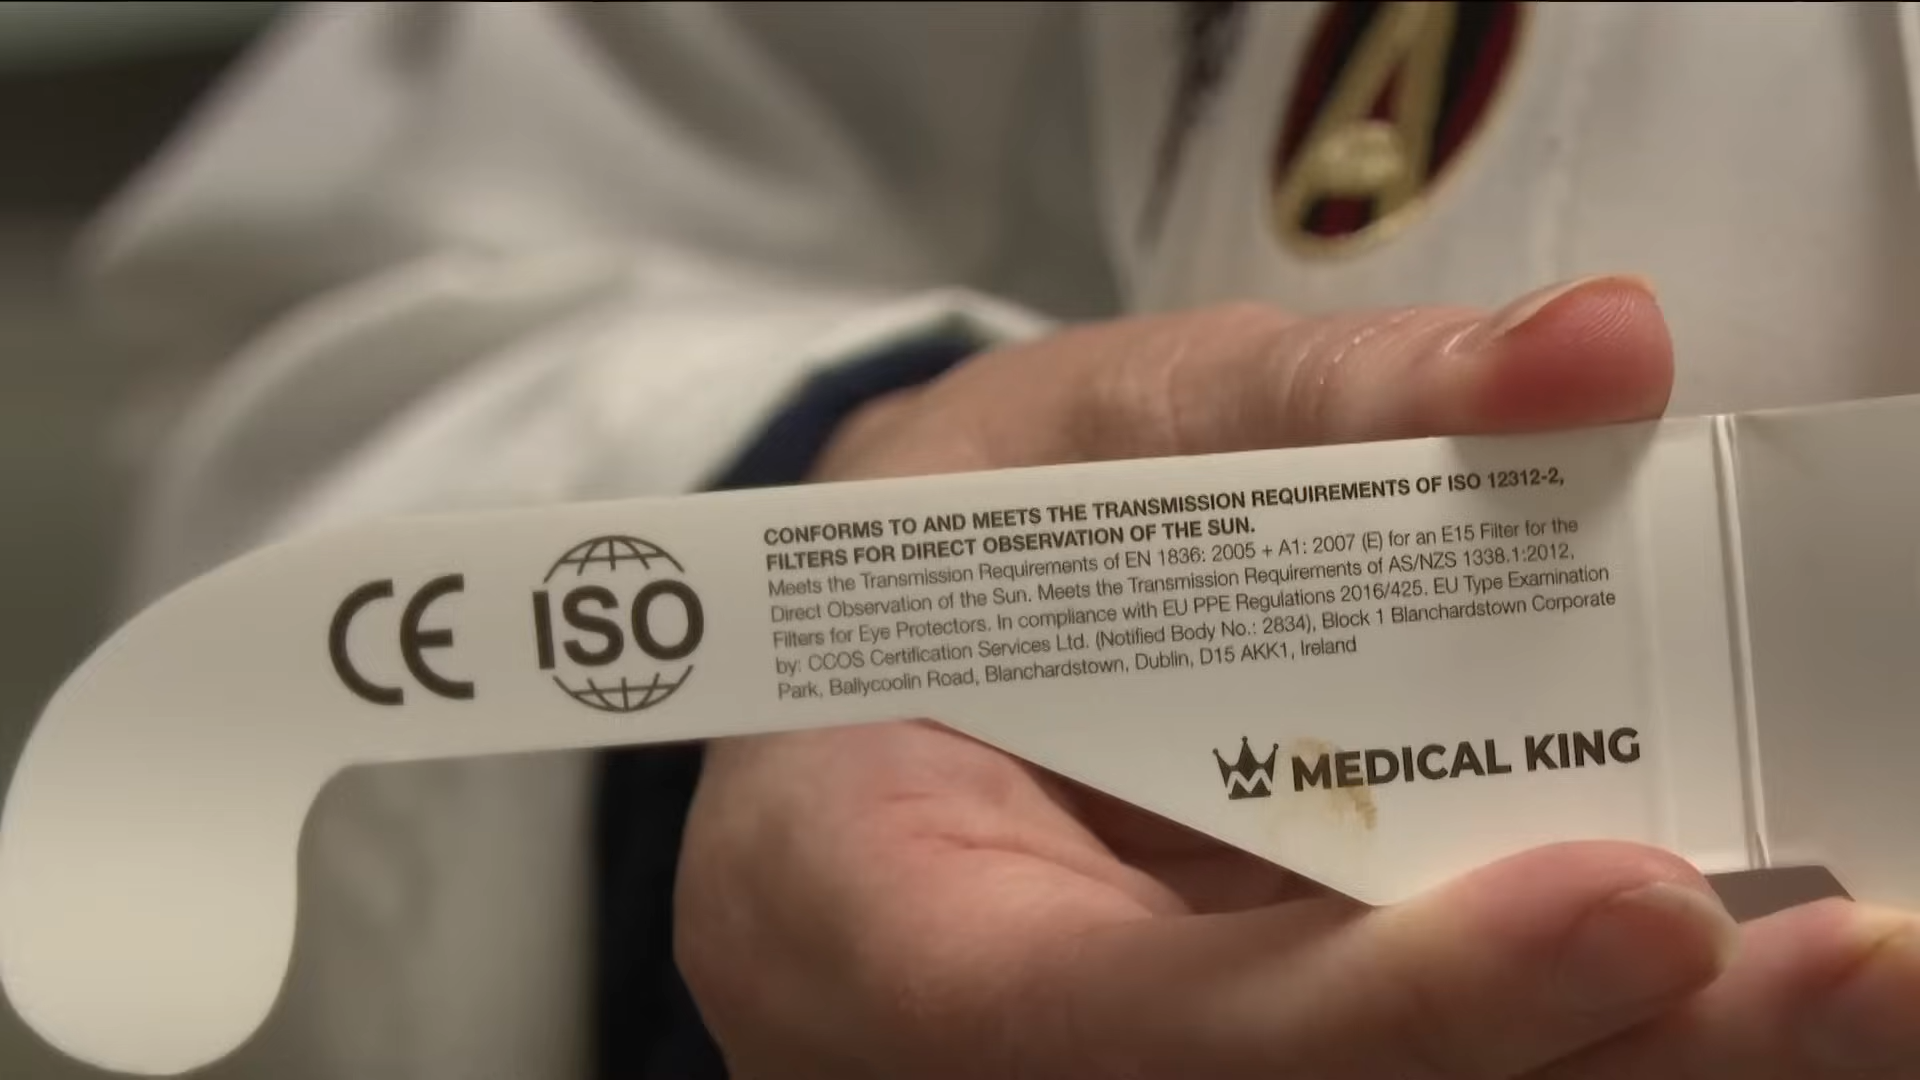 CE
ISO
CONFORMS TO AND MEETS THE TRANSMISSION REQUIREMENTS OF ISO 12312-2,
FILTERS FOR DIRECT OBSERVATION OF THE SUN.
Meets the Transmission Requirements of EN 1836: 2005 + A1: 2007 (E) for an E15 Filter for the
Direct Observation of the Sun. Meets the Transmission Requirements of AS/NZS 1338.1:2012,
Filters for Eye Protectors. In compliance with EU PPE Regulations 2016/425. EU Type Examination
by: CCOS Certification Services Ltd. (Notified Body No.: 2834), Block 1 Blanchardstown Corporate
Park, Ballycoolin Road, Blanchardstown, Dublin, D15 AKK1, Ireland
MEDICAL KING
A